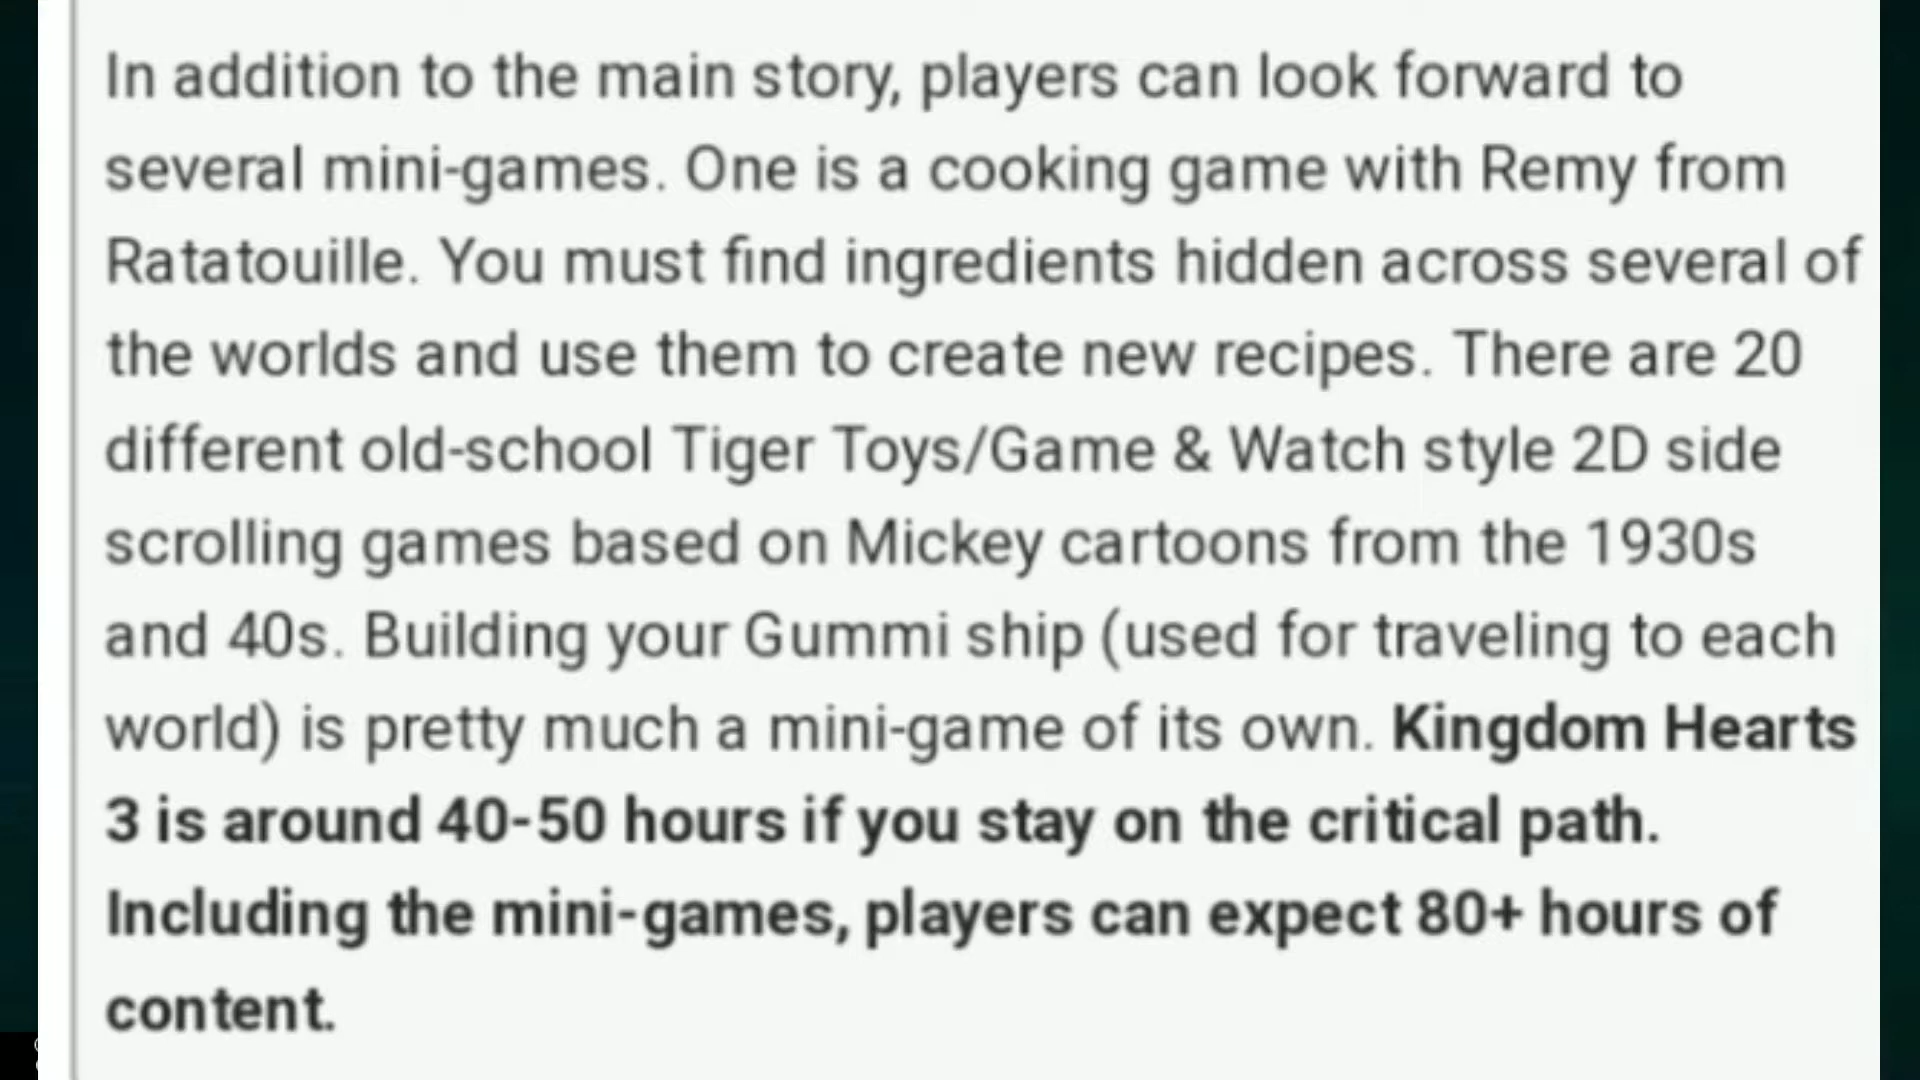 In addition to the main story, players can look forward to
several mini-games. One is a cooking game with Remy from
Ratatouille. You must find ingredients hidden across several of
the worlds and use them to create new recipes. There are 20
different old-school Tiger Toys/Game & Watch style 2D side
scrolling games based on Mickey cartoons from the 1930s
and 40s. Building your Gummi ship (used for traveling to each
world) is pretty much a mini-game of its own. Kingdom Hearts
3 is around 40-50 hours if you stay on the critical path.
Including the mini-games, players can expect 80+ hours of
content.